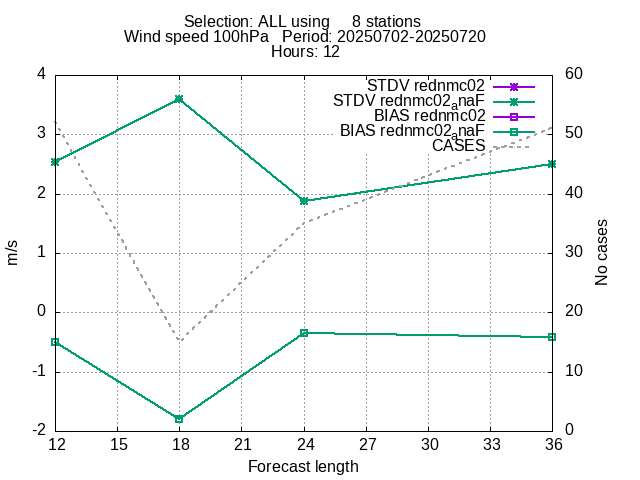 Selection: ALL using 8 stations
Wind speed 100hPa Period: 20250702-20250720
Hours: 12
STDV rednmc02
STDV rednmc02anaF
BIAS rednmc02
BIAS rednmc02anaF
CASES
4
3
2
1
0
-1
-2
m/s
60
50
40
30
20
10
0
No cases
12 15 18 21 24 27 30 33 36
Forecast length